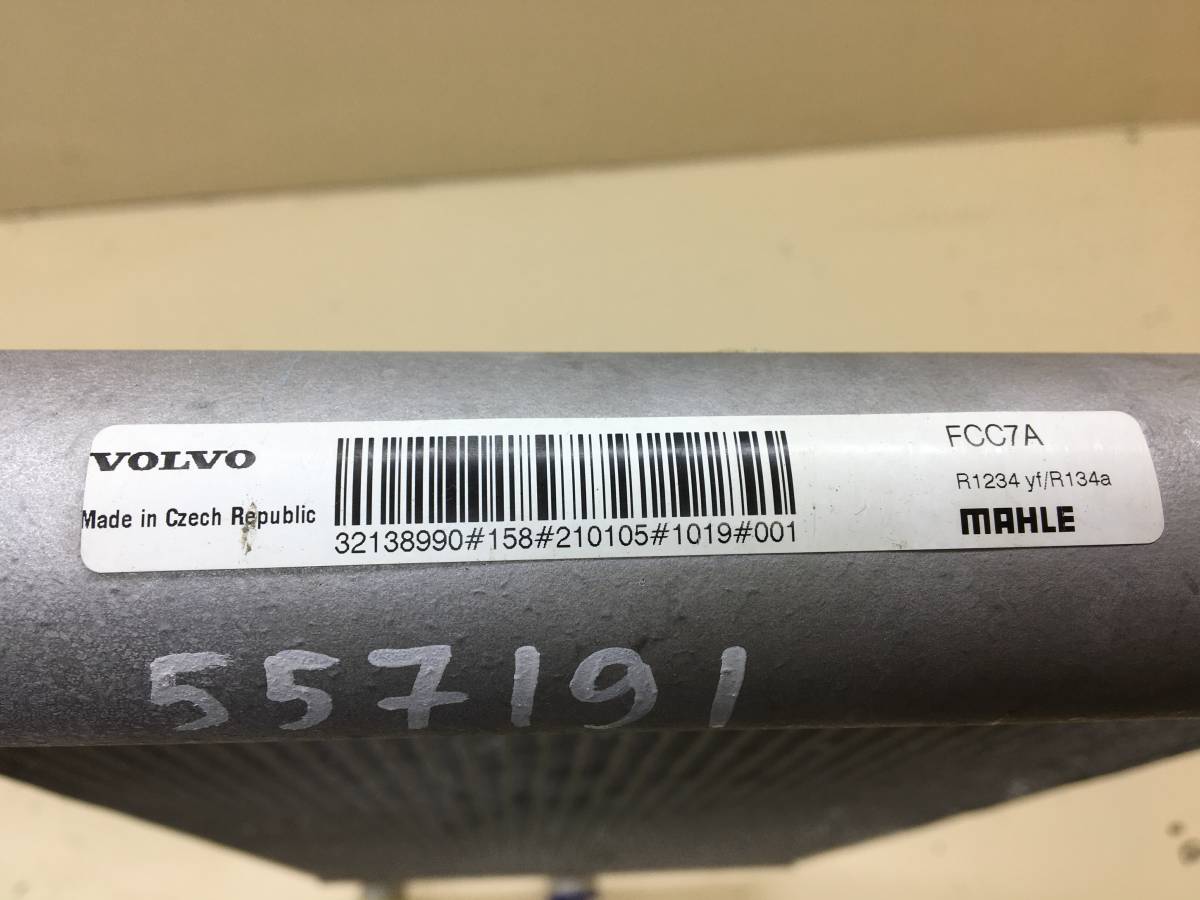 VOLVO
Made in Czech Republic
32138990#158#210105#1019#001
FCC7A
R1234 yf/R134a
MAHLE
557191